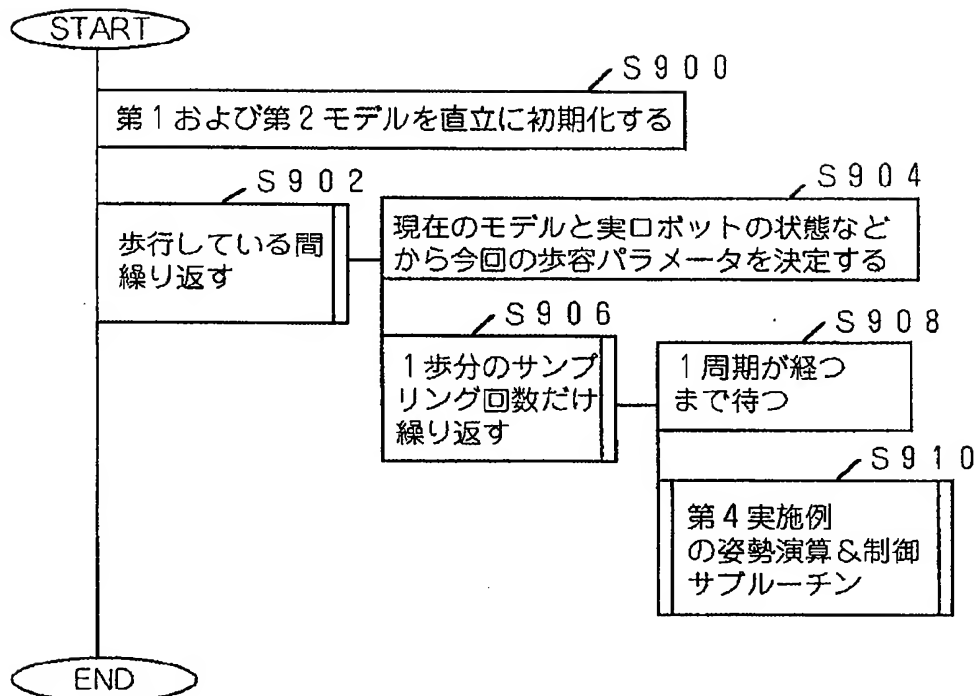 START
S900
第1および第2モデルを直立に初期化する
S902
歩行している間
繰り返す
S904
現在のモデルと実ロボットの状態など
から今回の歩容パラメータを決定する
S906
1歩分のサンプ
リング回数だけ
繰り返す
S908
1周期が経つ
まで待つ
S910
第4実施例
の姿勢演算&制御
サブルーチン
END